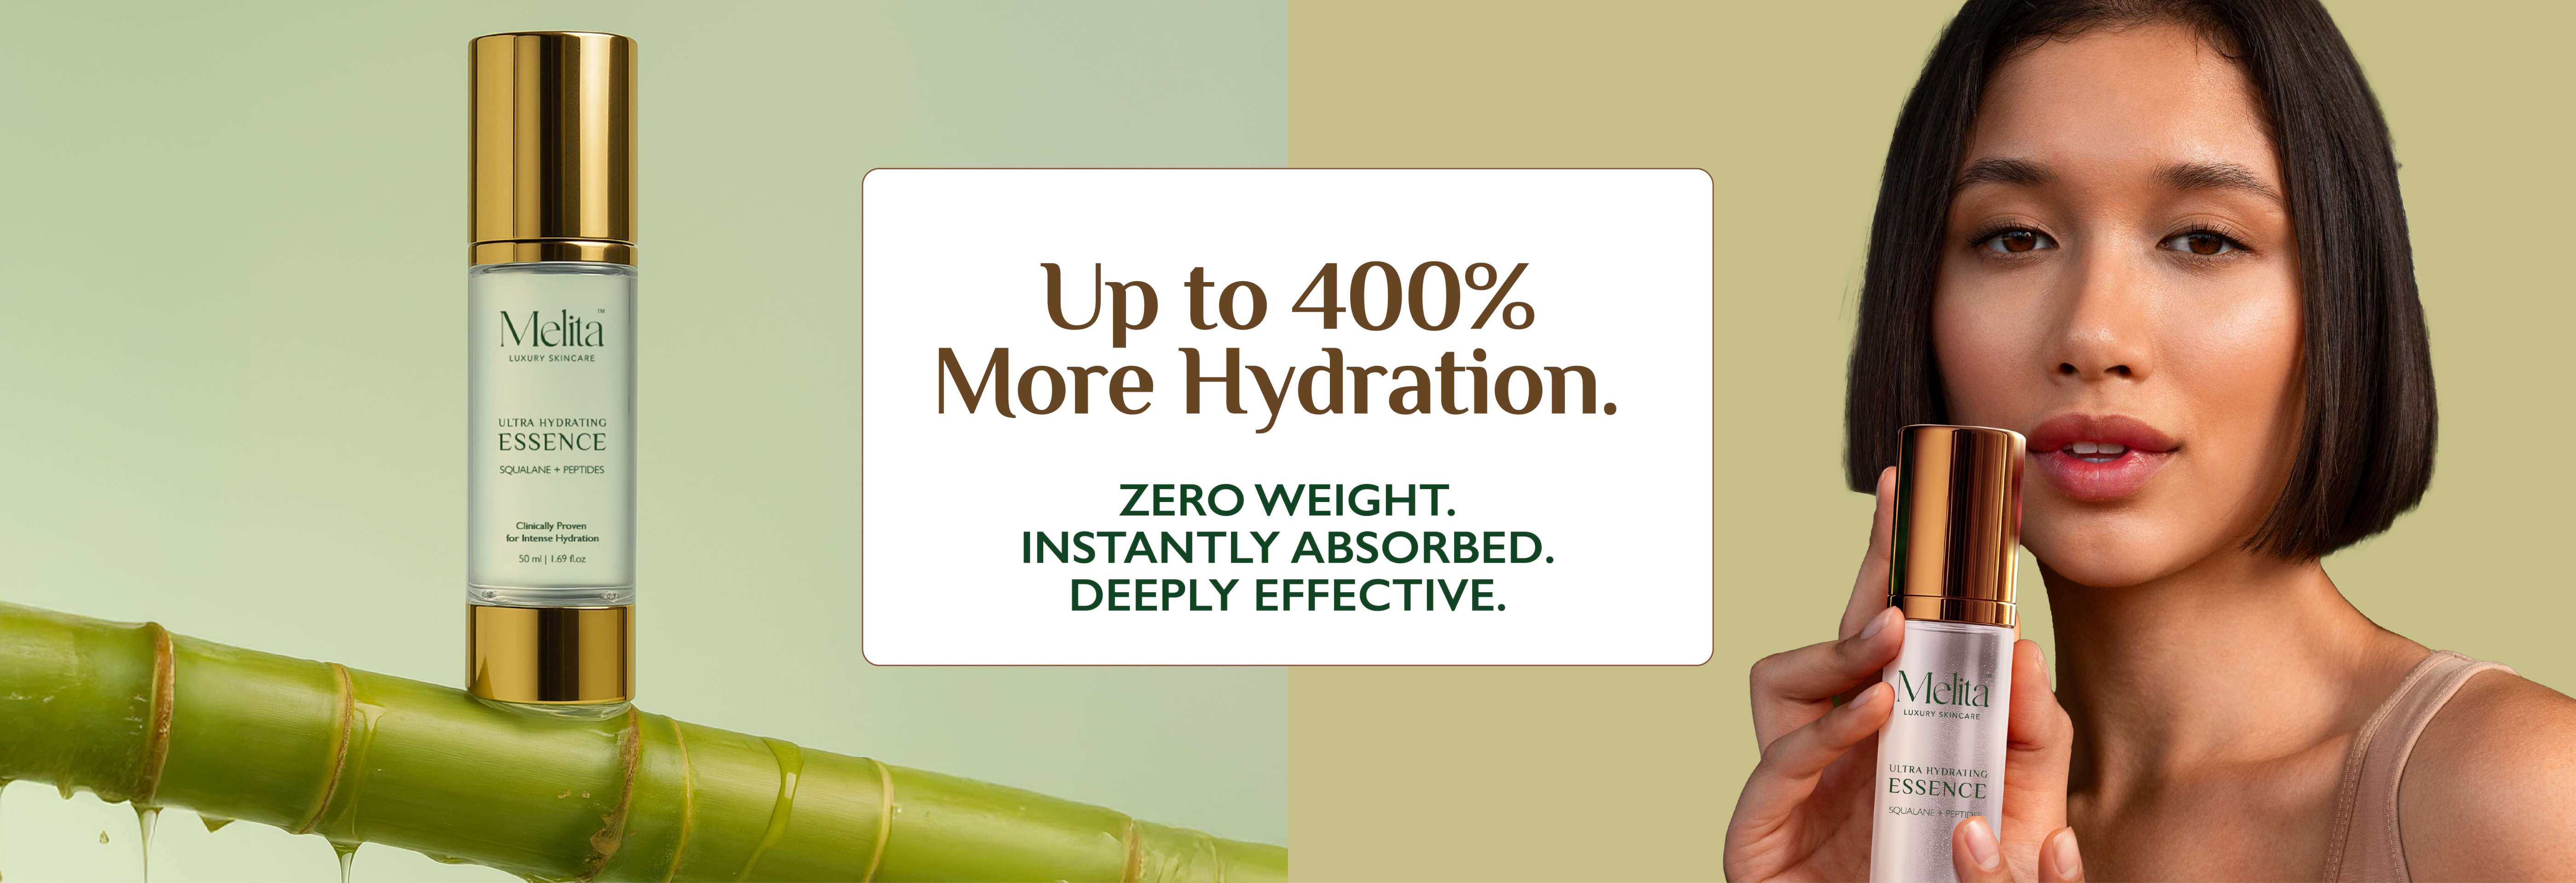 Melita™
LUXURY SKINCARE
ULTRA HYDRATING
ESSENCE
SQUALANE + PEPTIDES
Clinically Proven
for Intense Hydration
50 ml | 1.69 fl.oz
Up to 400%
More Hydration.
ZERO WEIGHT.
INSTANTLY ABSORBED.
DEEPLY EFFECTIVE.
Melita™
LUXURY SKINCARE
ULTRA HYDRATING
ESSENCE
SQUALANE + PEPTIDES